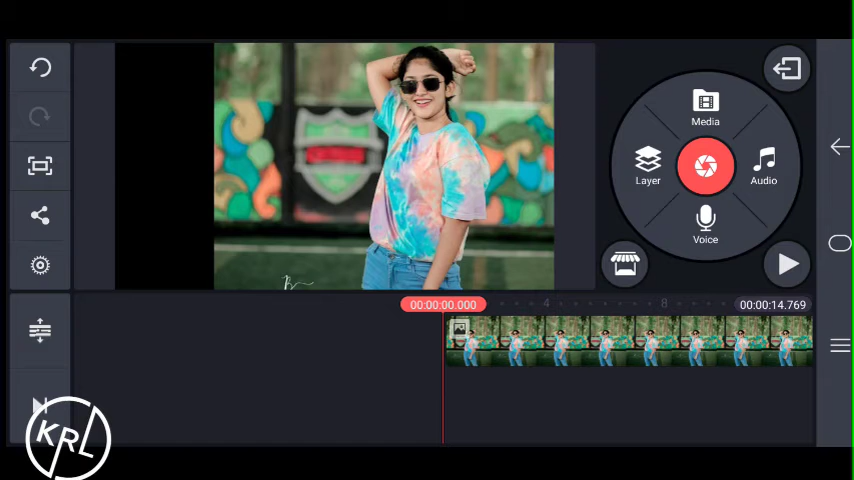 Media
Layer
Audio
Voice
00:00:00.000
4
8
00:00:14.769
KRL